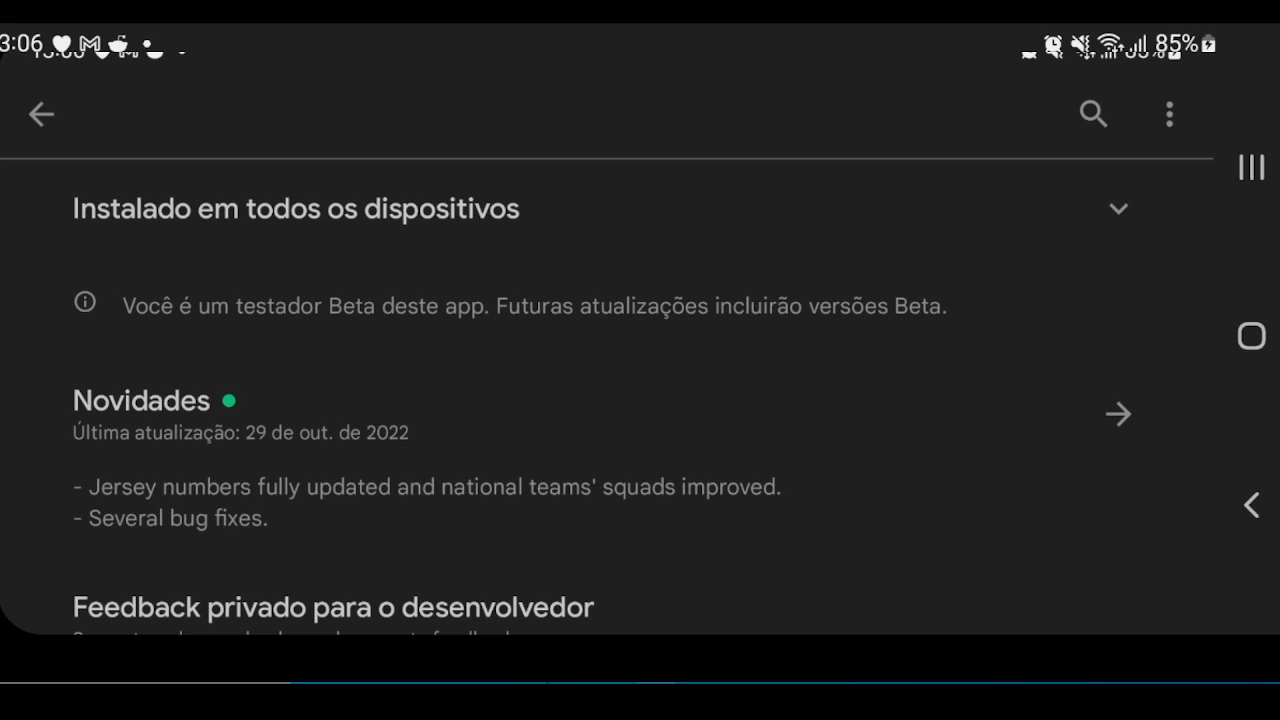 3:06
85%
Instalado em todos os dispositivos
Você é um testador Beta deste app. Futuras atualizações incluirão versões Beta.
Novidades
Última atualização: 29 de out. de 2022
- Jersey numbers fully updated and national teams' squads improved.
- Several bug fixes.
Feedback privado para o desenvolvedor